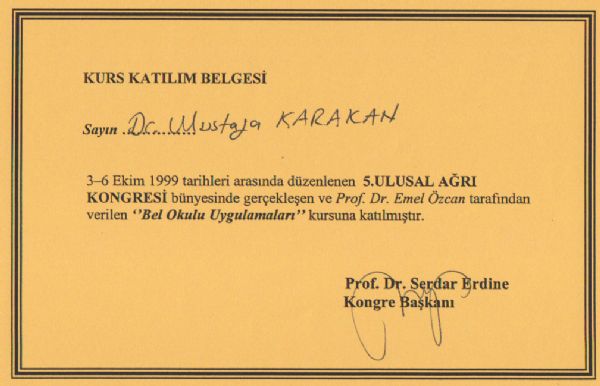 KURS KATILIM BELGESİ
Sayın Dr. Mustafa KARAKAN
3–6 Ekim 1999 tarihleri arasında düzenlenen 5.ULUSAL AĞRI
KONGRESİ bünyesinde gerçekleşen ve Prof. Dr. Emel Özcan tarafından
verilen ‘’Bel Okulu Uygulamaları’’ kursuna katılmıştır.
Prof. Dr. Serdar Erdine
Kongre Başkanı